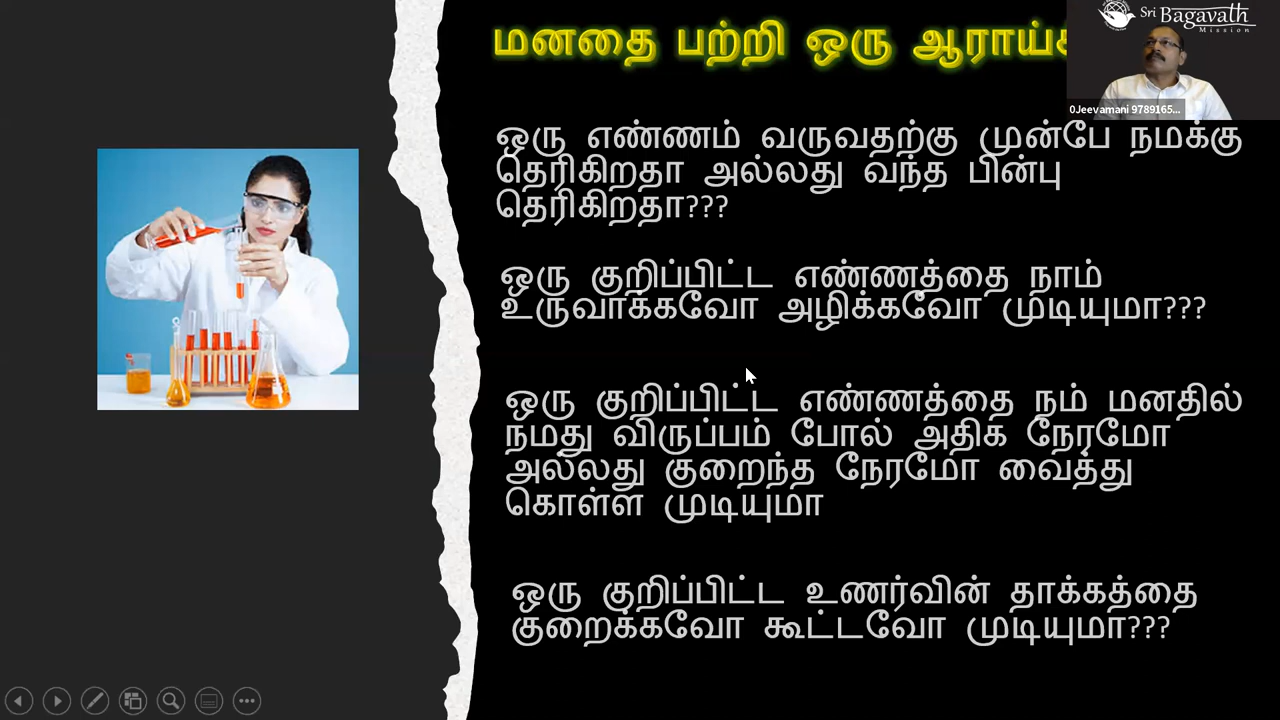 மனதை பற்றி ஒரு
Sri Bagavath
Mission
0Jeevamani 9789165...
ஒரு எண்ணம் வருவதற்கு முன்பே நமக்கு
தெரிகிறதா அல்லது வந்த பின்பு
தெரிகிறதா???
ஒரு குறிப்பிட்ட எண்ணத்தை நாம்
உருவாக்கவோ அழிக்கவோ முடியுமா???
ஒரு குறிப்பிட்ட எண்ணத்தை நம் மனதில்
நமது விருப்பம் போல் அதிக நேரமோ
அல்லது குறைந்த நேரமோ வைத்து
கொள்ள முடியுமா
ஒரு குறிப்பிட்ட உணர்வின் தாக்கத்தை
குறைக்கவோ கூட்டவோ முடியுமா???